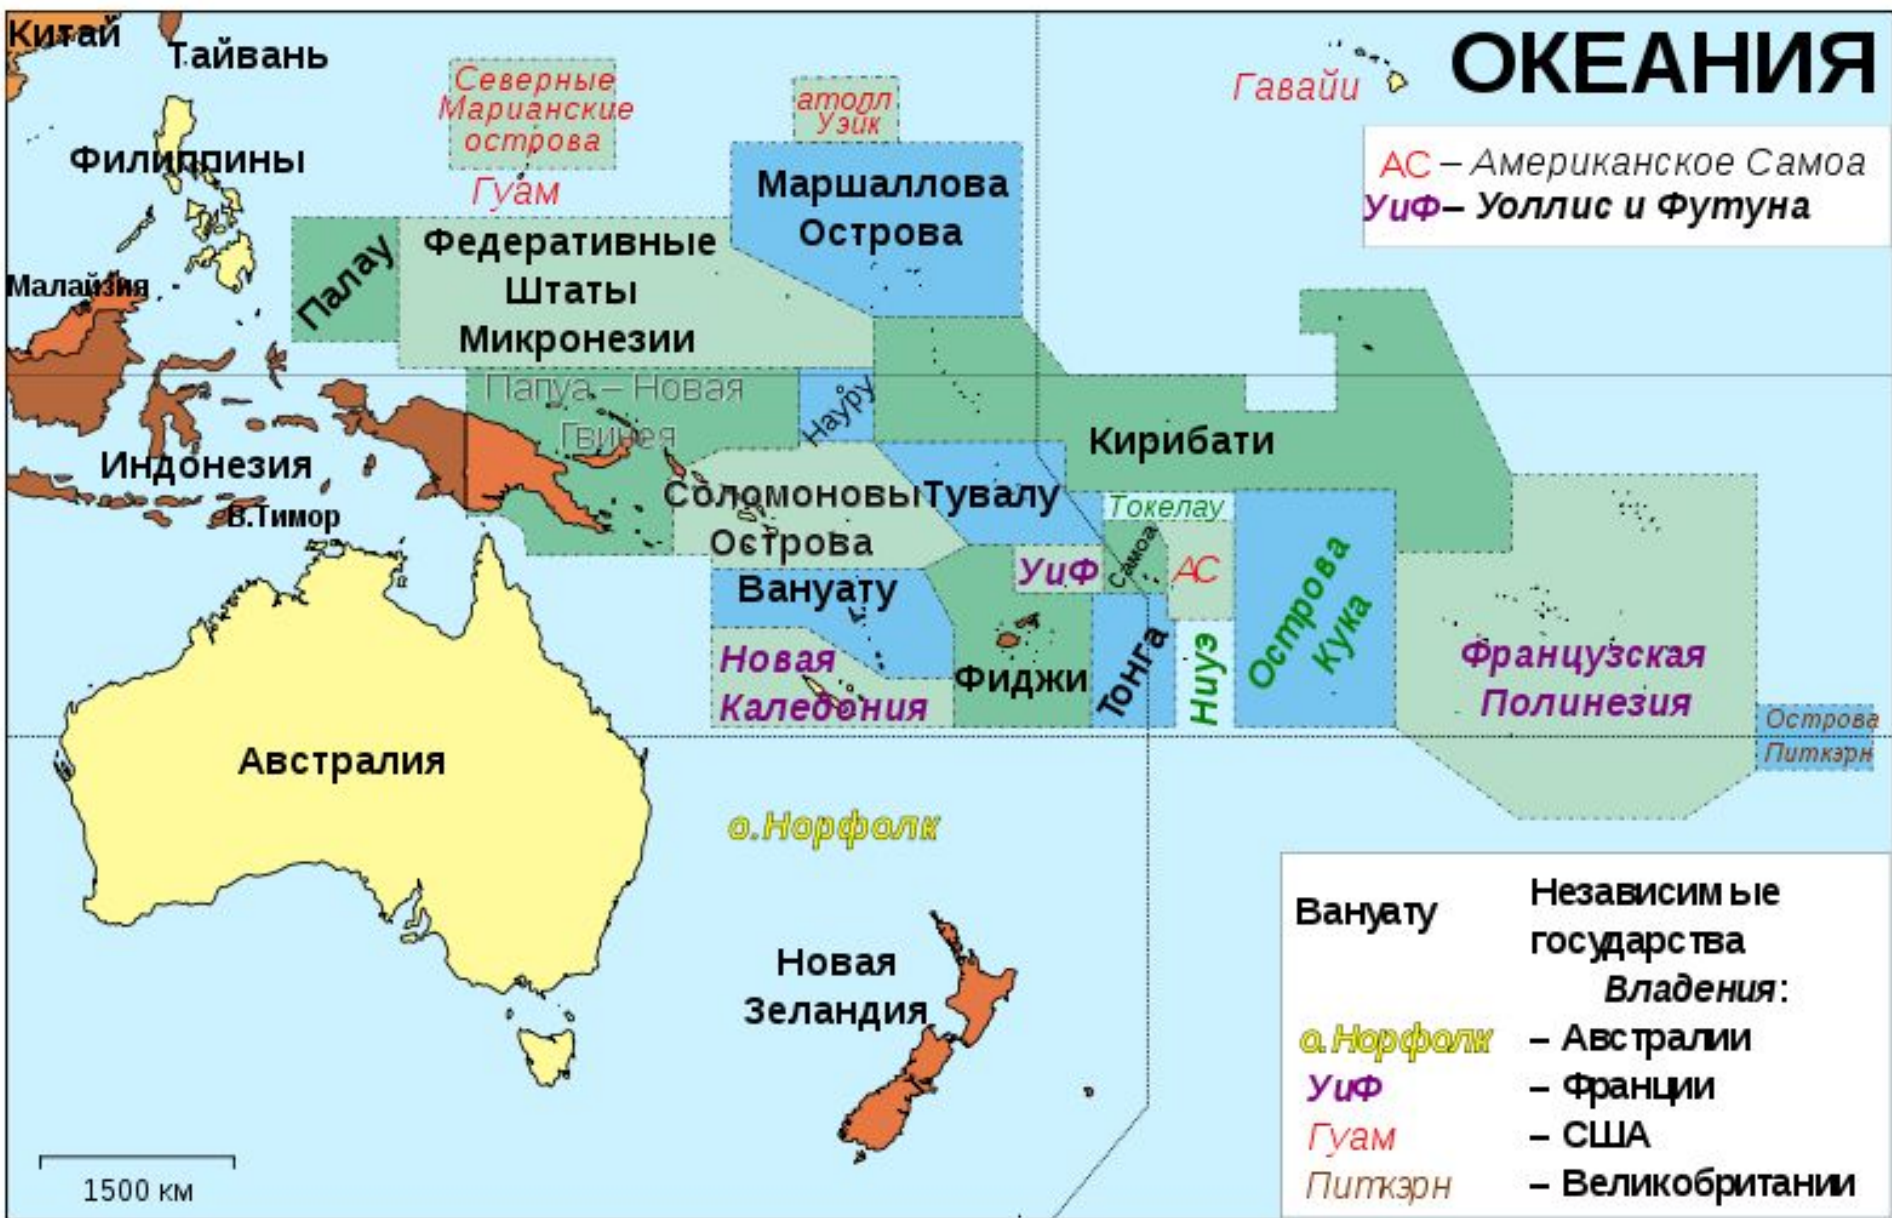 ОКЕАНИЯ
Китай
Тайвань
Северные
Марианские
острова
атолл
Уэйк
Гавайи
АС – Американское Самоа
УиФ– Уоллис и Футуна
Филиппины
Гуам
Маршаллова
Острова
Палау
Федеративные
Штаты
Микронезии
Малайзия
Папуа – Новая
Гвинея
Науру
Кирибати
Индонезия
В.Тимор
Соломоновы
Острова
Тувалу
Токелау
Самоа
АС
УиФ
Вануату
Острова
Кука
Новая
Каледония
Фиджи
Тонга
Ниуэ
Французская
Полинезия
Острова
Питкэрн
Австралия
о.Норфолк
Новая
Зеландия
Вануату
Независимые
государства
Владения:
о.Норфолк – Австралии
УиФ – Франции
Гуам – США
Питкэрн – Великобритании
1500 км